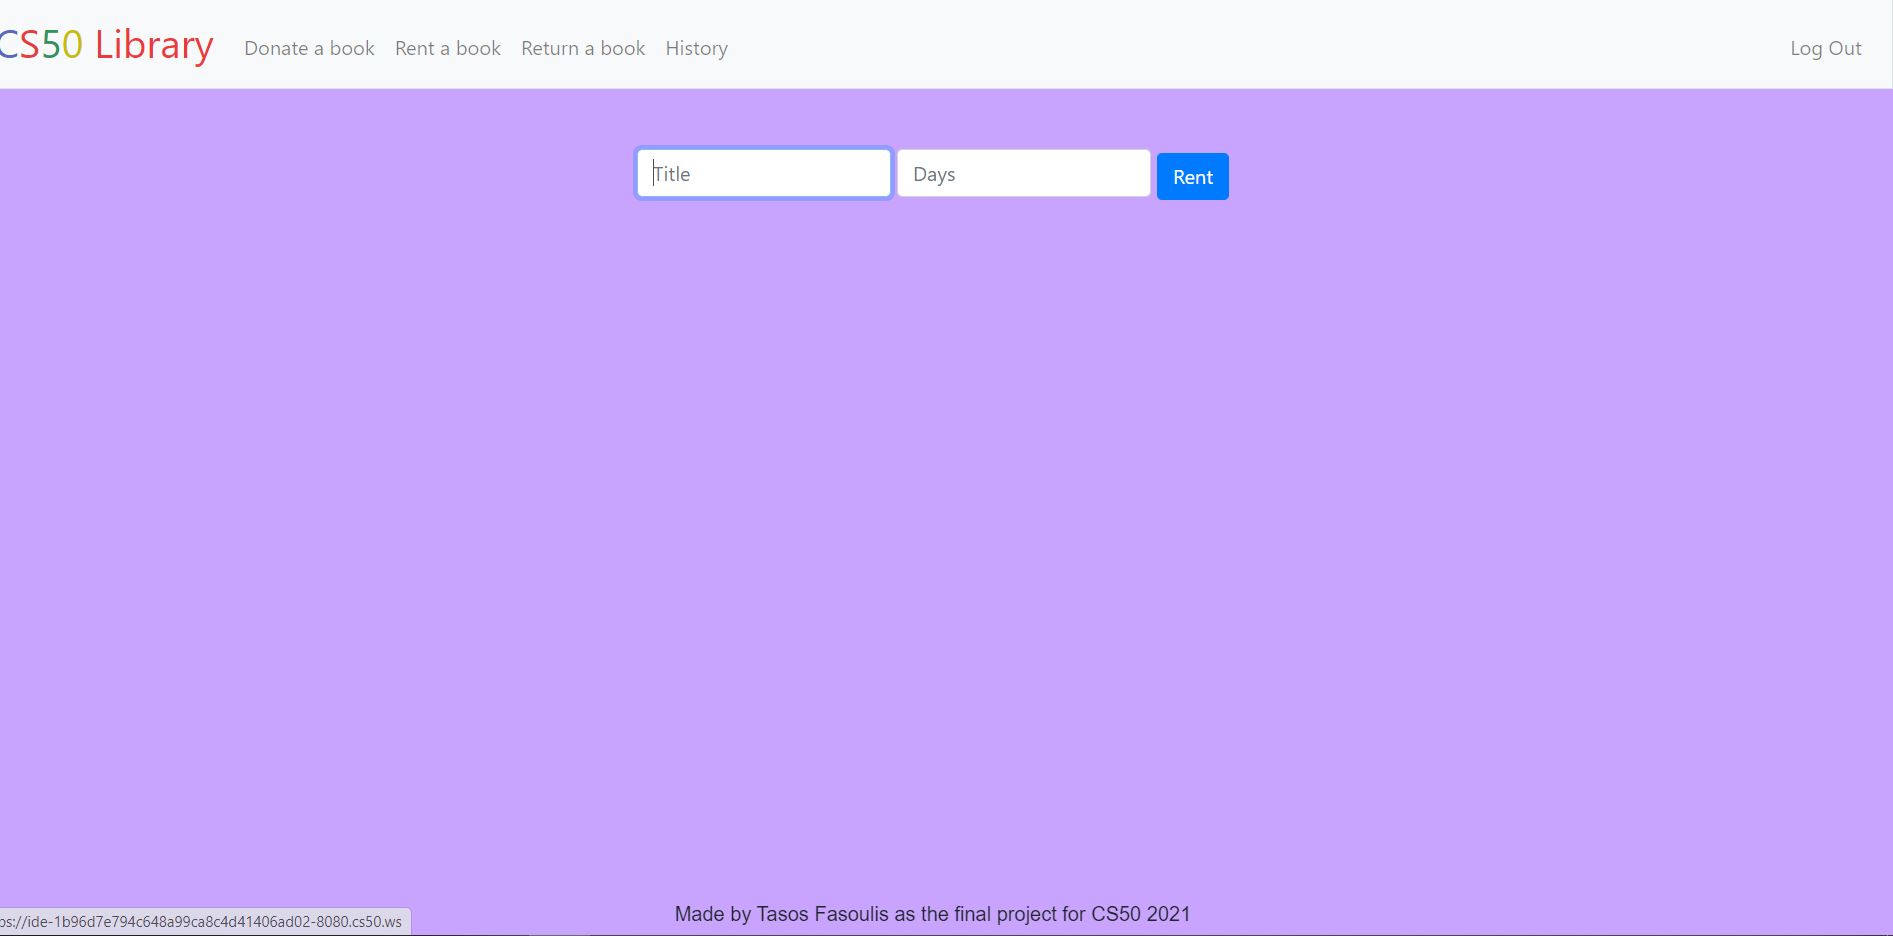 CS50 Library Donate a book Rent a book Return a book History Log Out
Title Days Rent
Made by Tasos Fasoulis as the final project for CS50 2021
ps://ide-1b96d7e794c648a99ca8c4d41406ad02-8080.cs50.ws